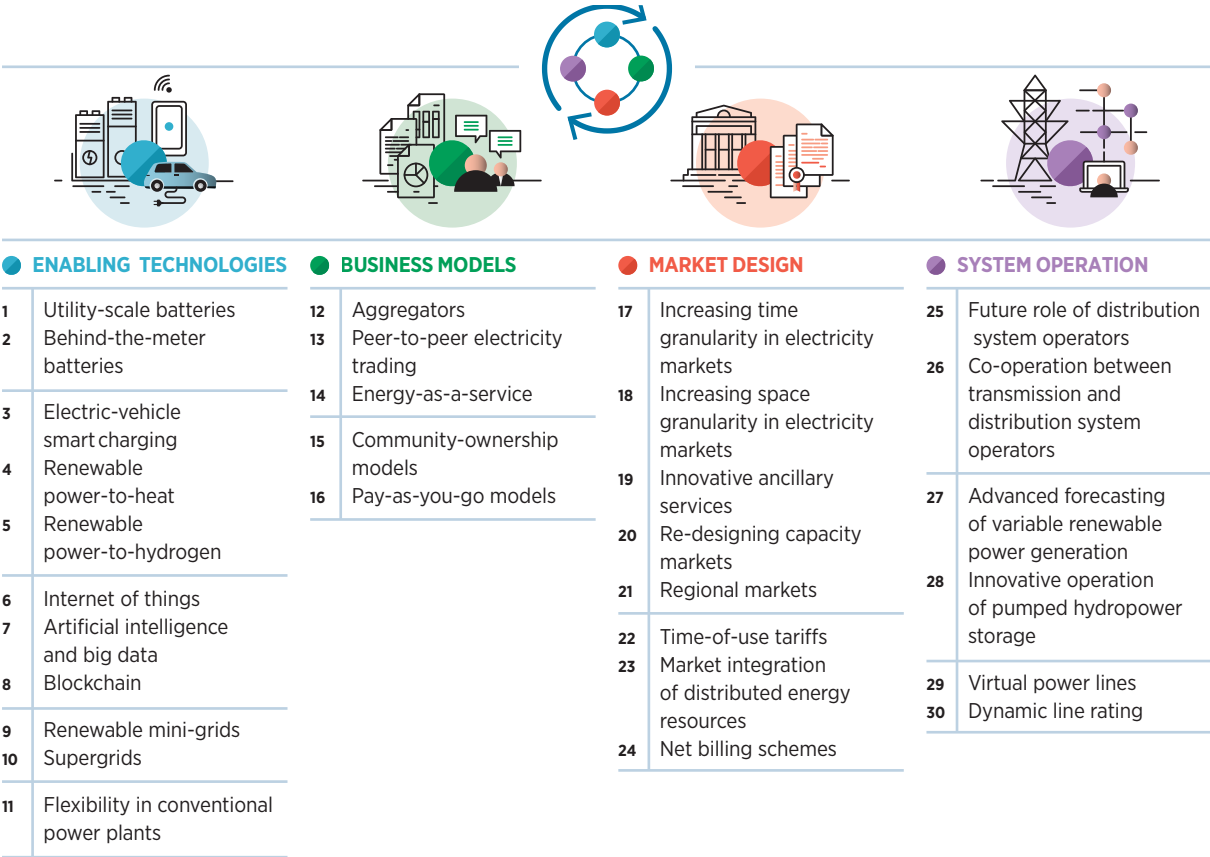 ENABLING TECHNOLOGIES
1 Utility-scale batteries
2 Behind-the-meter
batteries
3 Electric-vehicle
smart charging
4 Renewable
power-to-heat
5 Renewable
power-to-hydrogen
6 Internet of things
7 Artificial intelligence
and big data
8 Blockchain
9 Renewable mini-grids
10 Supergrids
11 Flexibility in conventional
power plants
BUSINESS MODELS
12 Aggregators
13 Peer-to-peer electricity
trading
14 Energy-as-a-service
15 Community-ownership
models
16 Pay-as-you-go models
MARKET DESIGN
17 Increasing time
granularity in electricity
markets
18 Increasing space
granularity in electricity
markets
19 Innovative ancillary
services
20 Re-designing capacity
markets
21 Regional markets
22 Time-of-use tariffs
23 Market integration
of distributed energy
resources
24 Net billing schemes
SYSTEM OPERATION
25 Future role of distribution
system operators
26 Co-operation between
transmission and
distribution system
operators
27 Advanced forecasting
of variable renewable
power generation
28 Innovative operation
of pumped hydropower
storage
29 Virtual power lines
30 Dynamic line rating